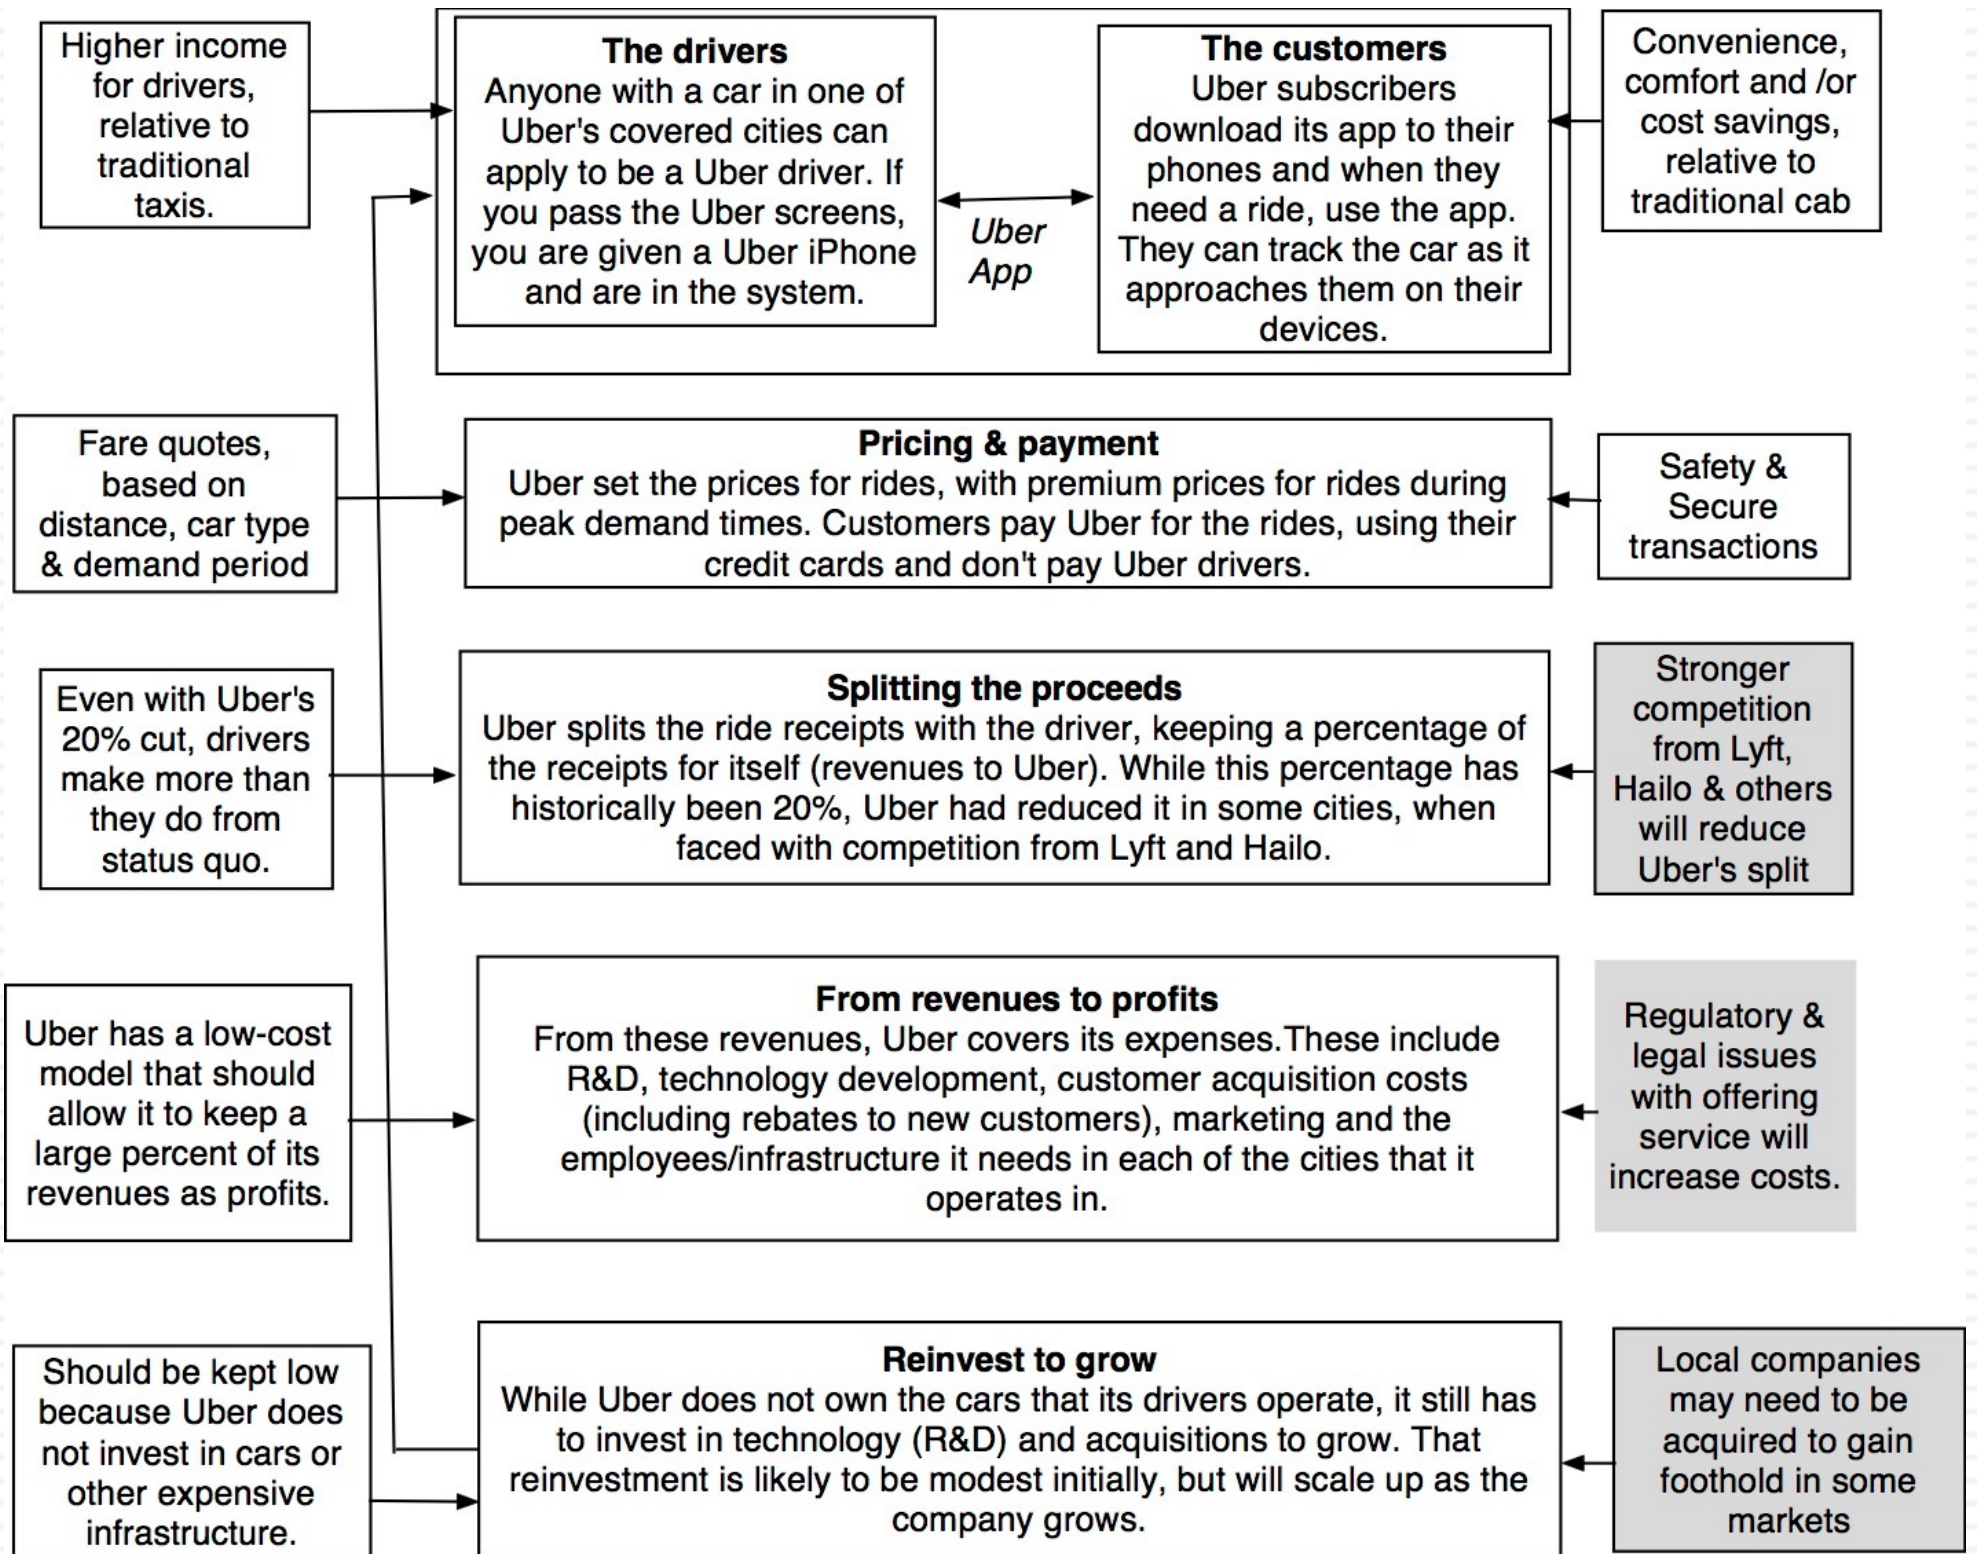 Higher income
for drivers,
relative to
traditional
taxis.
The drivers
Anyone with a car in one of
Uber's covered cities can
apply to be a Uber driver. If
you pass the Uber screens,
you are given a Uber iPhone
and are in the system.
Uber
App
The customers
Uber subscribers
download its app to their
phones and when they
need a ride, use the app.
They can track the car as it
approaches them on their
devices.
Convenience,
comfort and /or
cost savings,
relative to
traditional cab
Fare quotes,
based on
distance, car type
& demand period
Pricing & payment
Uber set the prices for rides, with premium prices for rides during
peak demand times. Customers pay Uber for the rides, using their
credit cards and don't pay Uber drivers.
Safety &
Secure
transactions
Even with Uber's
20% cut, drivers
make more than
they do from
status quo.
Splitting the proceeds
Uber splits the ride receipts with the driver, keeping a percentage of
the receipts for itself (revenues to Uber). While this percentage has
historically been 20%, Uber had reduced it in some cities, when
faced with competition from Lyft and Hailo.
Stronger
competition
from Lyft,
Hailo & others
will reduce
Uber's split
Uber has a low-cost
model that should
allow it to keep a
large percent of its
revenues as profits.
From revenues to profits
From these revenues, Uber covers its expenses.These include
R&D, technology development, customer acquisition costs
(including rebates to new customers), marketing and the
employees/infrastructure it needs in each of the cities that it
operates in.
Regulatory &
legal issues
with offering
service will
increase costs.
Should be kept low
because Uber does
not invest in cars or
other expensive
infrastructure.
Reinvest to grow
While Uber does not own the cars that its drivers operate, it still has
to invest in technology (R&D) and acquisitions to grow. That
reinvestment is likely to be modest initially, but will scale up as the
company grows.
Local companies
may need to be
acquired to gain
foothold in some
markets